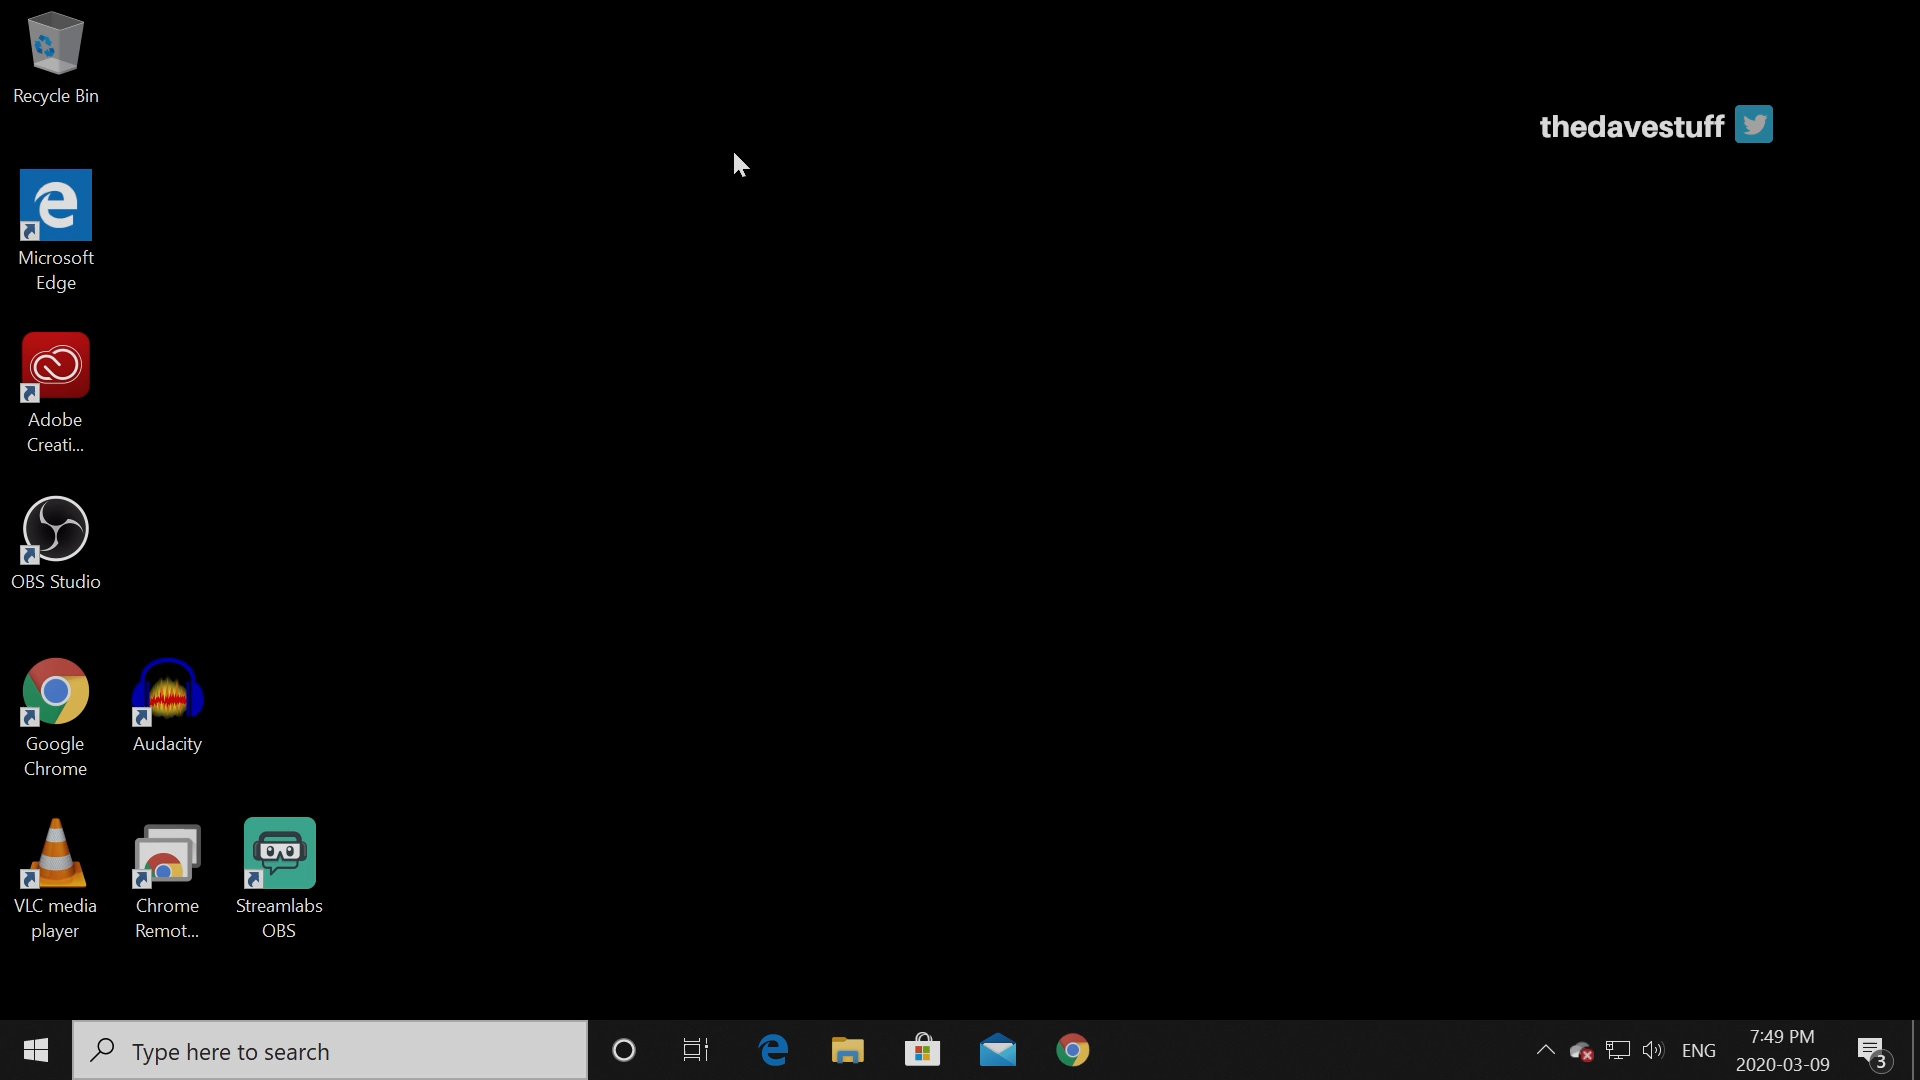 Recycle Bin
thedavestuff
Microsoft
Edge
Adobe
Creati...
OBS Studio
Google
Chrome
Audacity
VLC media
player
Chrome
Remot...
Streamlabs
OBS
Type here to search
ENG
7:49 PM
2020-03-09
3